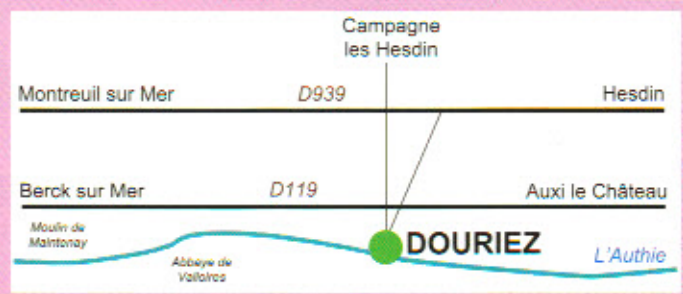 Campagne
les Hesdin
Montreuil sur Mer D939 Hesdin
Berck sur Mer D119 Auxi le Château
Moulin de
Maintenay
Abbaye de
Valloires
DOURIEZ
L'Authie